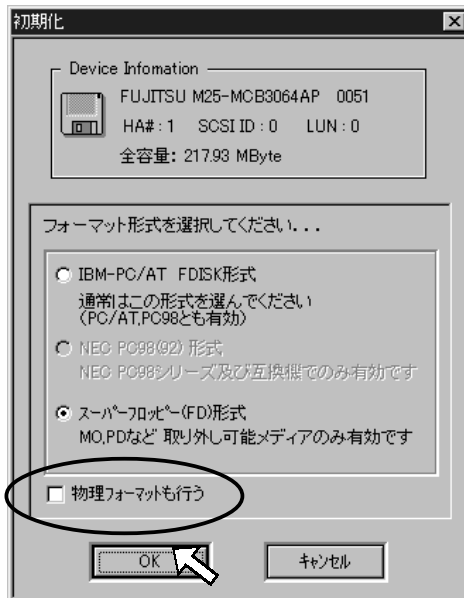 初期化
Device Infomation
FUJITSU M25-MCB3064AP 0051
HA# : 1 SCSI ID : 0 LUN : 0
全容量: 217.93 MByte
フォーマット形式を選択してください...
IBM-PC/AT FDISK形式
通常はこの形式を選んでください
(PC/AT,PC98とも有効)
NEC PC98(92) 形式
NEC PC98シリーズ及び互換機でのみ有効です
スーパーフロッピー(FD)形式
MO,PDなど 取り外し可能メディアのみ有効です
物理フォーマットも行う
OK キャンセル